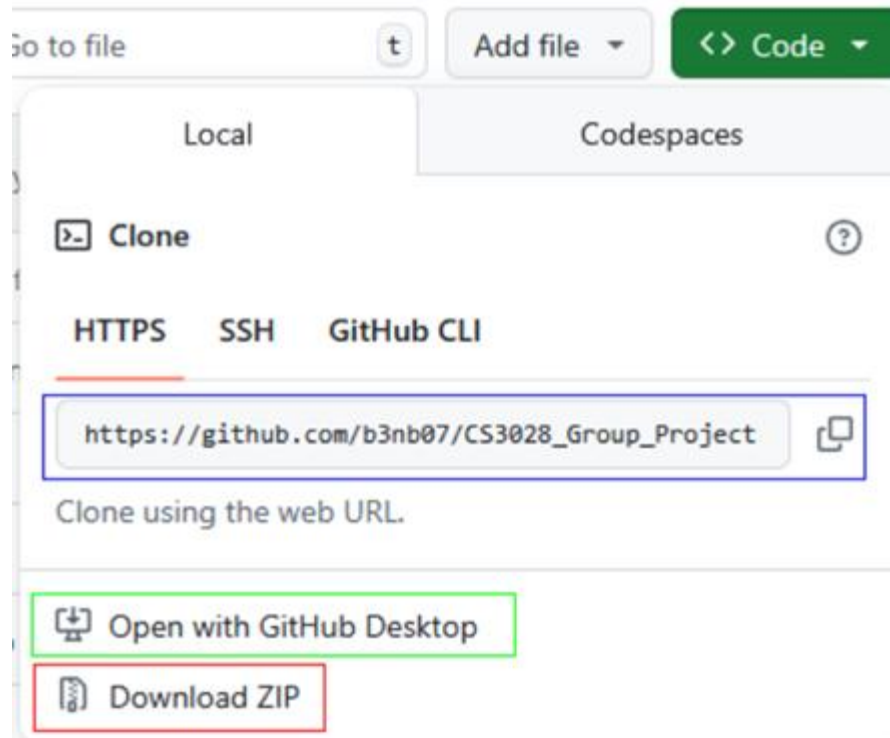 Go to file t Add file <> Code
Local Codespaces
Clone
HTTPS SSH GitHub CLI
https://github.com/b3nb07/CS3028_Group_Project
Clone using the web URL.
Open with GitHub Desktop
Download ZIP